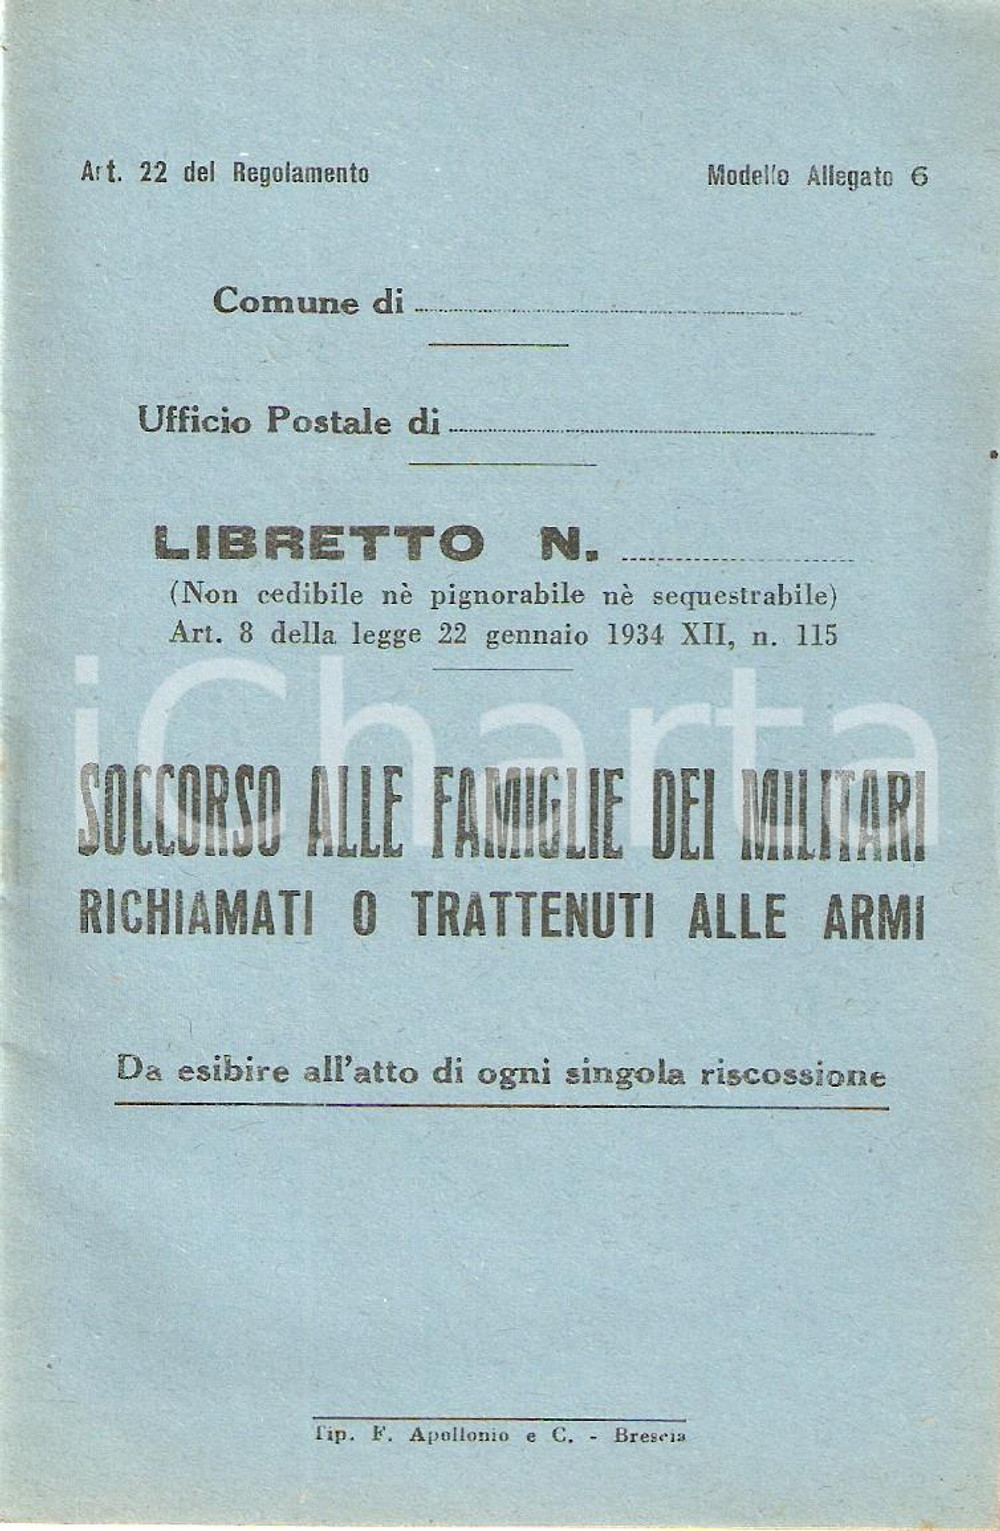 Art. 22 del Regolamento
Modello Allegato 6
Comune di
Ufficio Postale di
LIBRETTO N.
(Non cedibile nè pignorabile nè sequestrabile)
Art. 8 della legge 22 gennaio 1934 XII, n. 115
iCharta
SOCCORSO ALLE FAMIGLIE DEI MILITARI
RICHIAMATI O TRATTENUTI ALLE ARMI
Da esibire all'atto di ogni singola riscossione
Tip. F. Apollonio e C. - Brescia